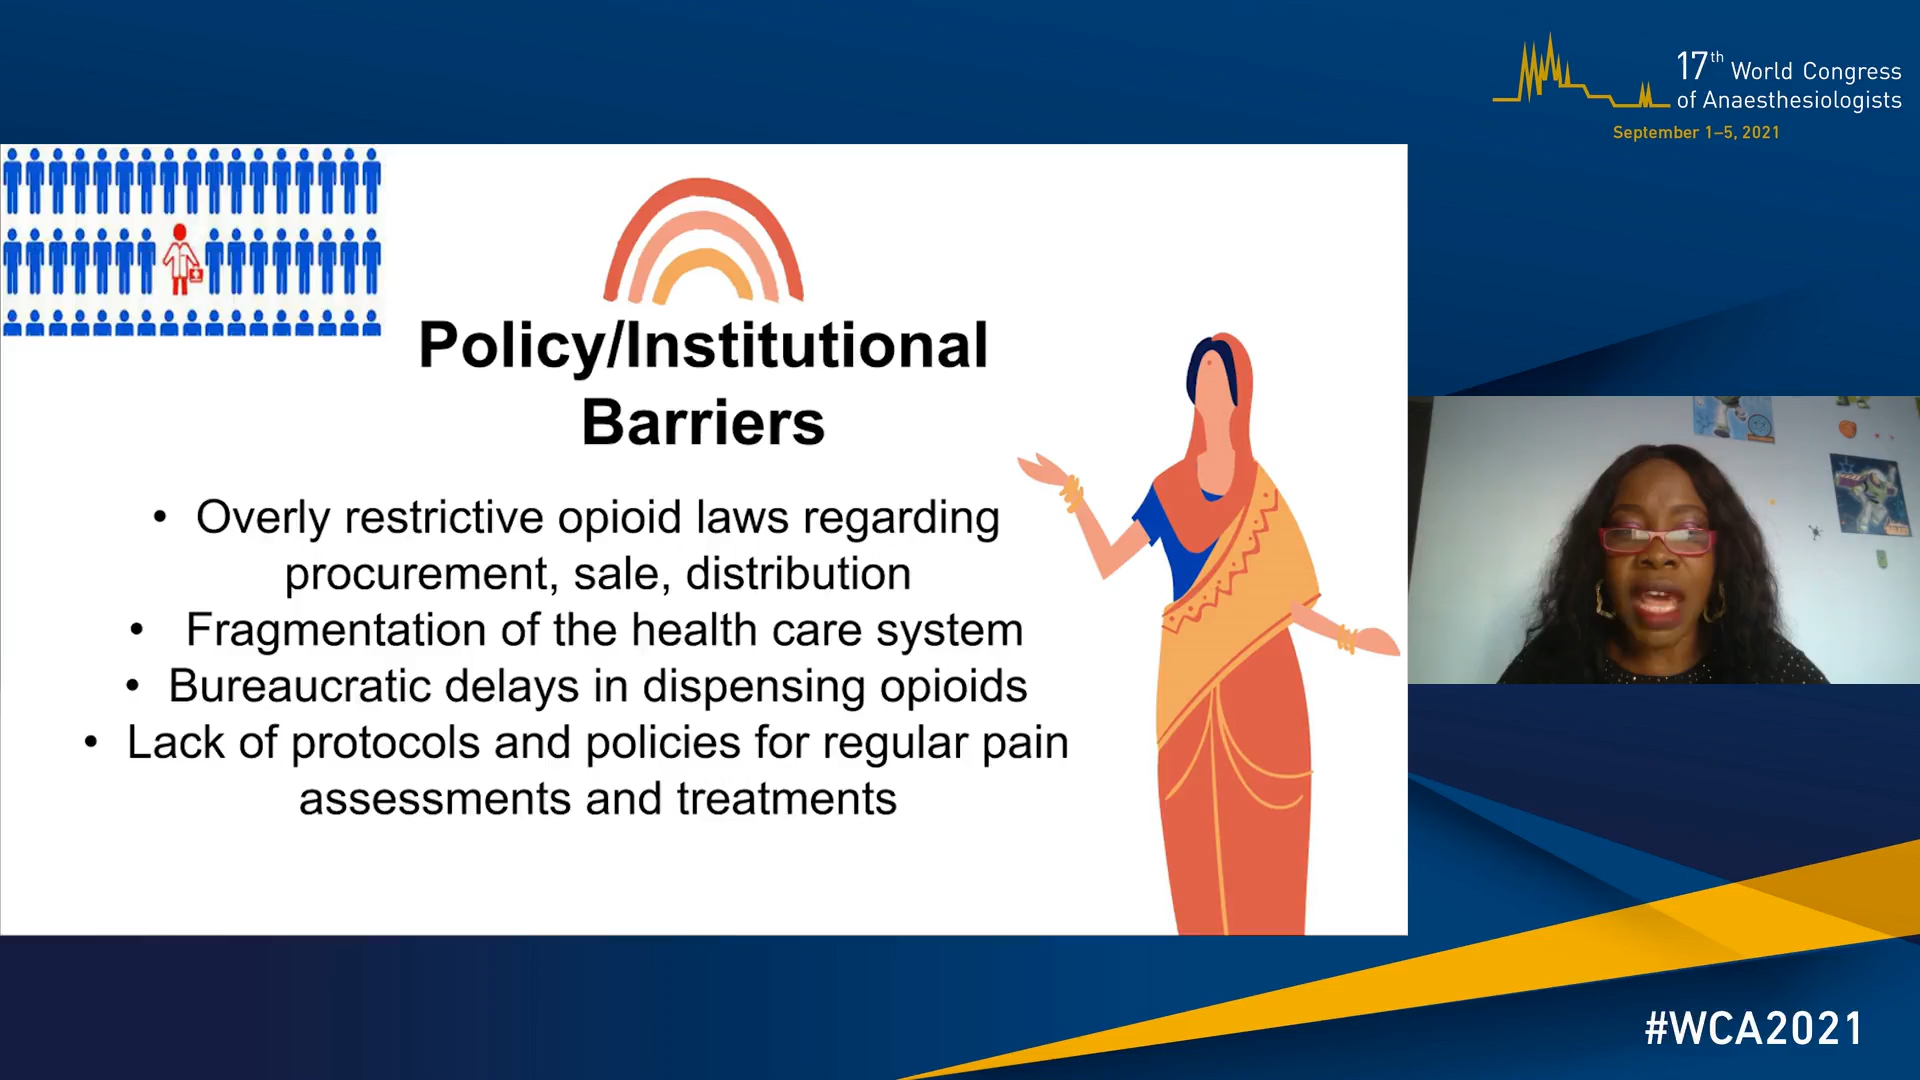 17th World Congress
of Anaesthesiologists
September 1–5, 2021
Policy/Institutional
Barriers
• Overly restrictive opioid laws regarding
procurement, sale, distribution
• Fragmentation of the health care system
• Bureaucratic delays in dispensing opioids
• Lack of protocols and policies for regular pain
assessments and treatments
#WCA2021